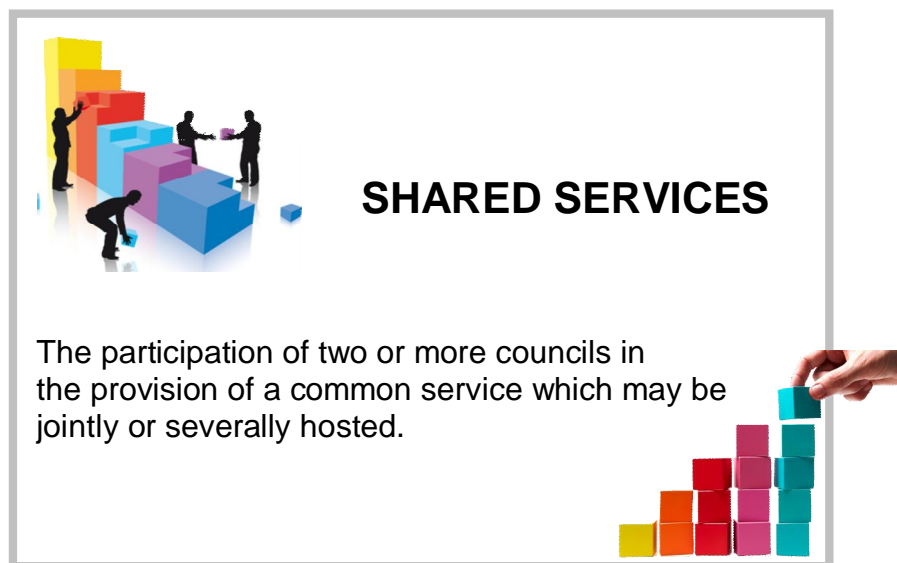 SHARED SERVICES
The participation of two or more councils in
the provision of a common service which may be
jointly or severally hosted.